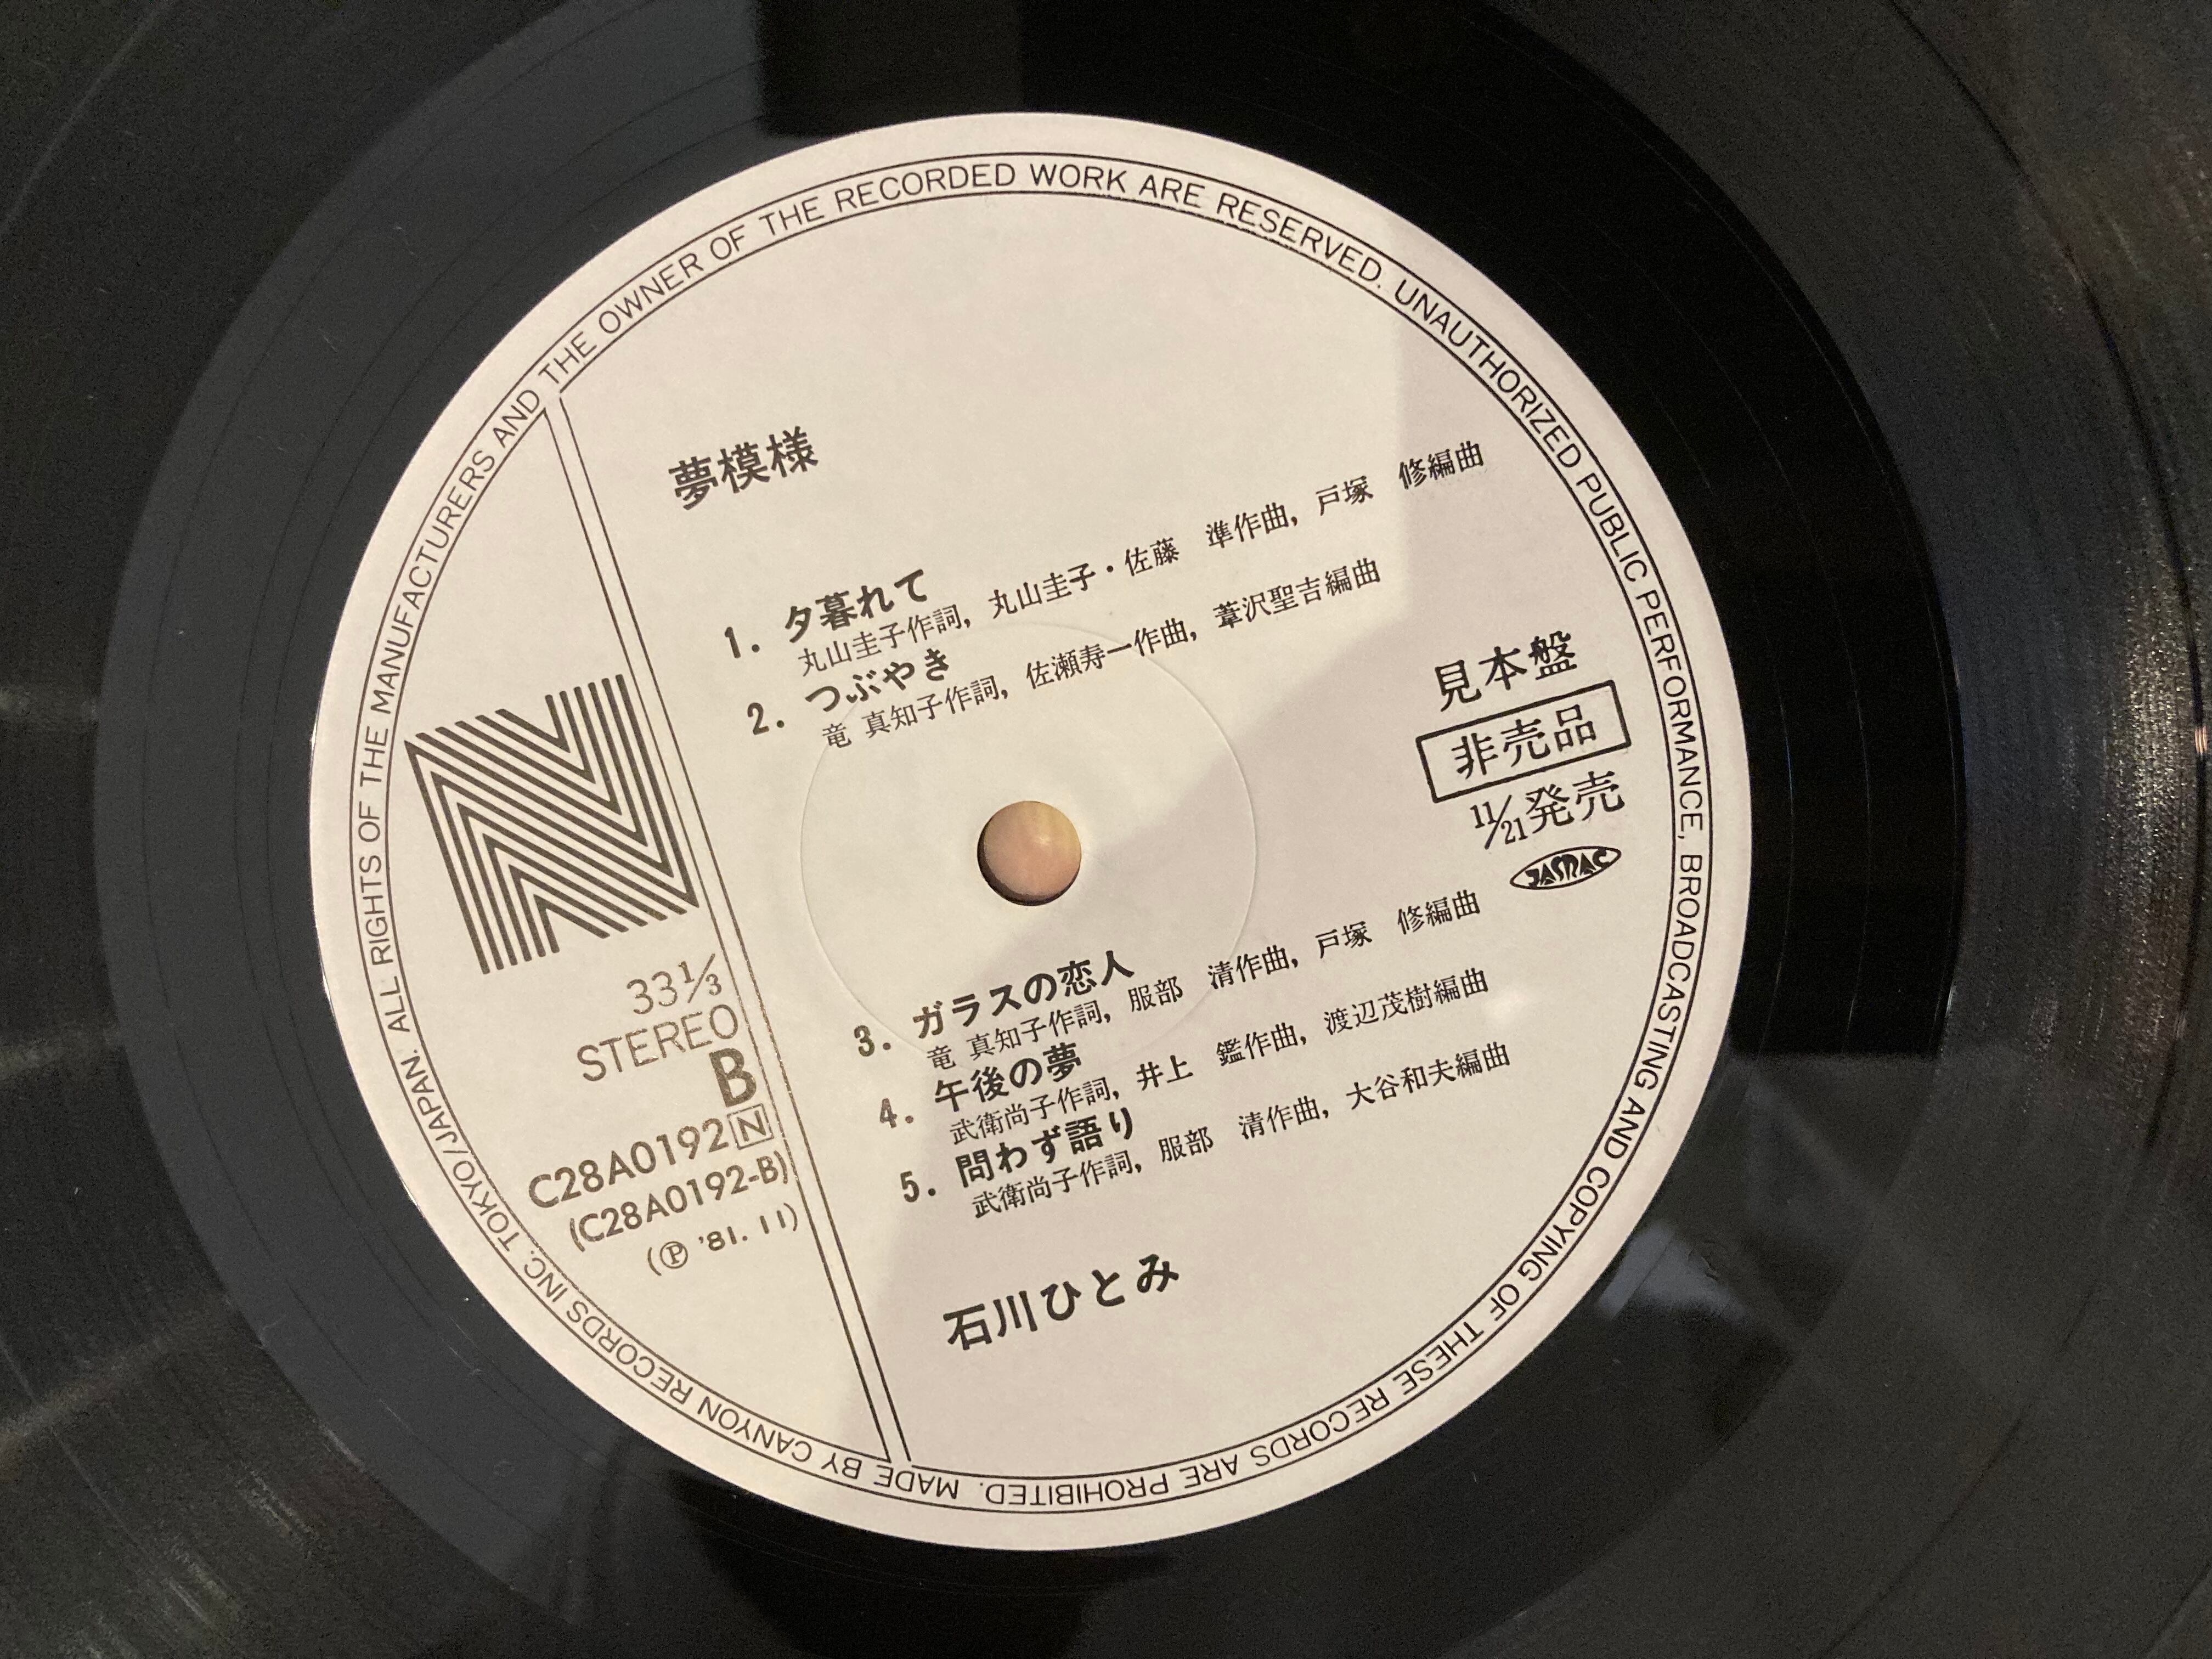 夢模様
1. 夕暮れて
丸山圭子作詞, 丸山圭子・佐藤 準作曲, 戸塚 修編曲
2. つぶやき
竜 真知子作詞, 佐瀬寿一作曲, 葦沢聖吉編曲
見本盤
非売品
11/21発売
JASRAC
N
33 1/3
STEREO
B
C28A0192 N
(C28A0192-B)
(Ⓟ '81. 11)
3. ガラスの恋人
竜 真知子作詞, 服部 清作曲, 戸塚 修編曲
4. 午後の夢
武衛尚子作詞, 井上 鑑作曲, 渡辺茂樹編曲
5. 問わず語り
武衛尚子作詞, 服部 清作曲, 大谷和夫編曲
石川ひとみ
MADE BY CANYON RECORDS INC. TOKYO/JAPAN. ALL RIGHTS OF THE MANUFACTURERS AND THE OWNER OF THE RECORDED WORK ARE RESERVED. UNAUTHORIZED PUBLIC PERFORMANCE, BROADCASTING AND COPYING OF THESE RECORDS ARE PROHIBITED.